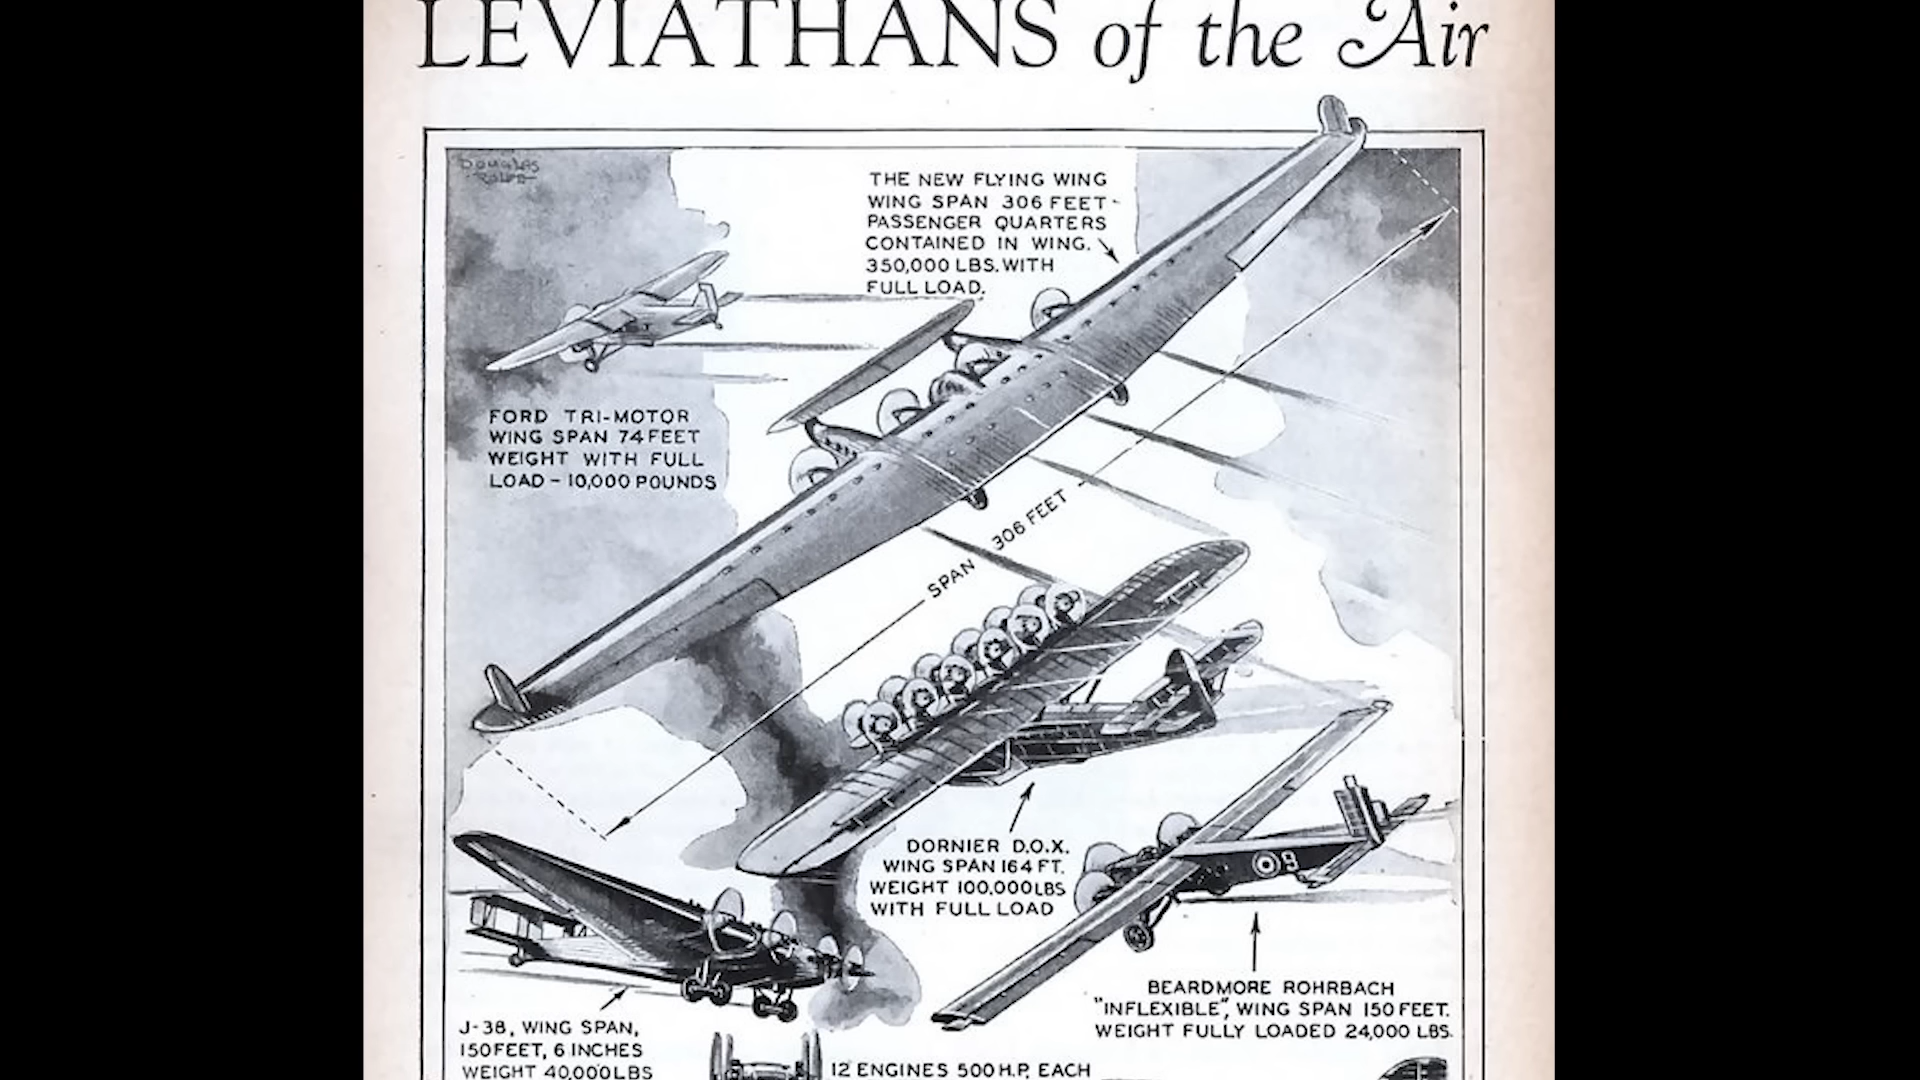 LEVIATHANS of the Air
DOUGLAS
ROLFE
THE NEW FLYING WING
WING SPAN 306 FEET-
PASSENGER QUARTERS
CONTAINED IN WING.
350,000 LBS. WITH
FULL LOAD.
FORD TRI-MOTOR
WING SPAN 74 FEET
WEIGHT WITH FULL
LOAD - 10,000 POUNDS
SPAN 306 FEET
DORNIER D.O.X.
WING SPAN 164 FT.
WEIGHT 100,000 LBS
WITH FULL LOAD
9
BEARDMORE ROHRBACH
"INFLEXIBLE", WING SPAN 150 FEET.
WEIGHT FULLY LOADED 24,000 LBS.
J-38, WING SPAN,
150 FEET, 6 INCHES
WEIGHT 40,000 LBS
12 ENGINES 500 H.P. EACH